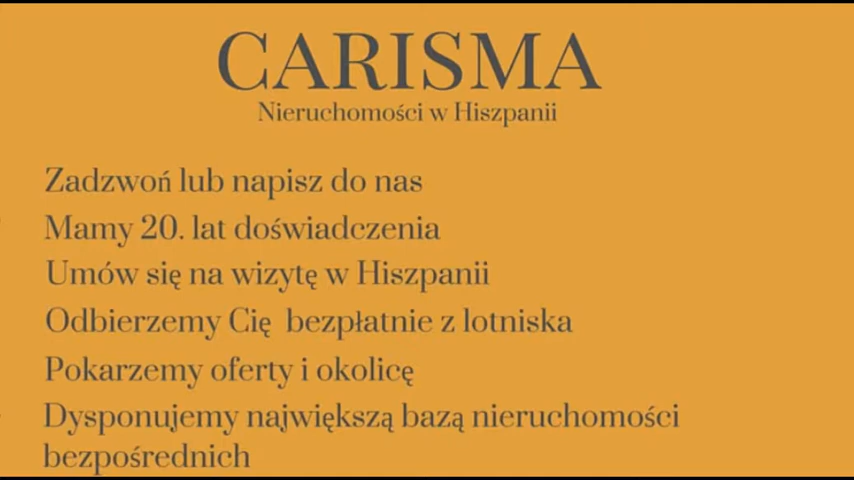 CARISMA
Nieruchomości w Hiszpanii
Zadzwoń lub napisz do nas
Mamy 20. lat doświadczenia
Umów się na wizytę w Hiszpanii
Odbierzemy Cię bezpłatnie z lotniska
Pokarzemy oferty i okolicę
Dysponujemy największą bazą nieruchomości
bezpośrednich